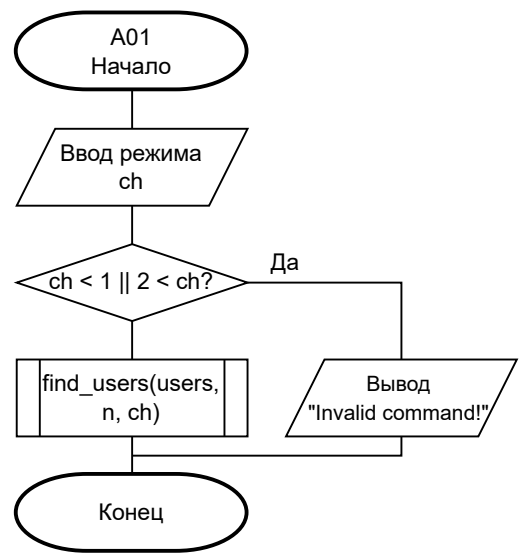 A01
Начало
Ввод режима
ch
ch < 1 || 2 < ch?
Да
find_users(users,
n, ch)
Вывод
"Invalid command!"
Конец